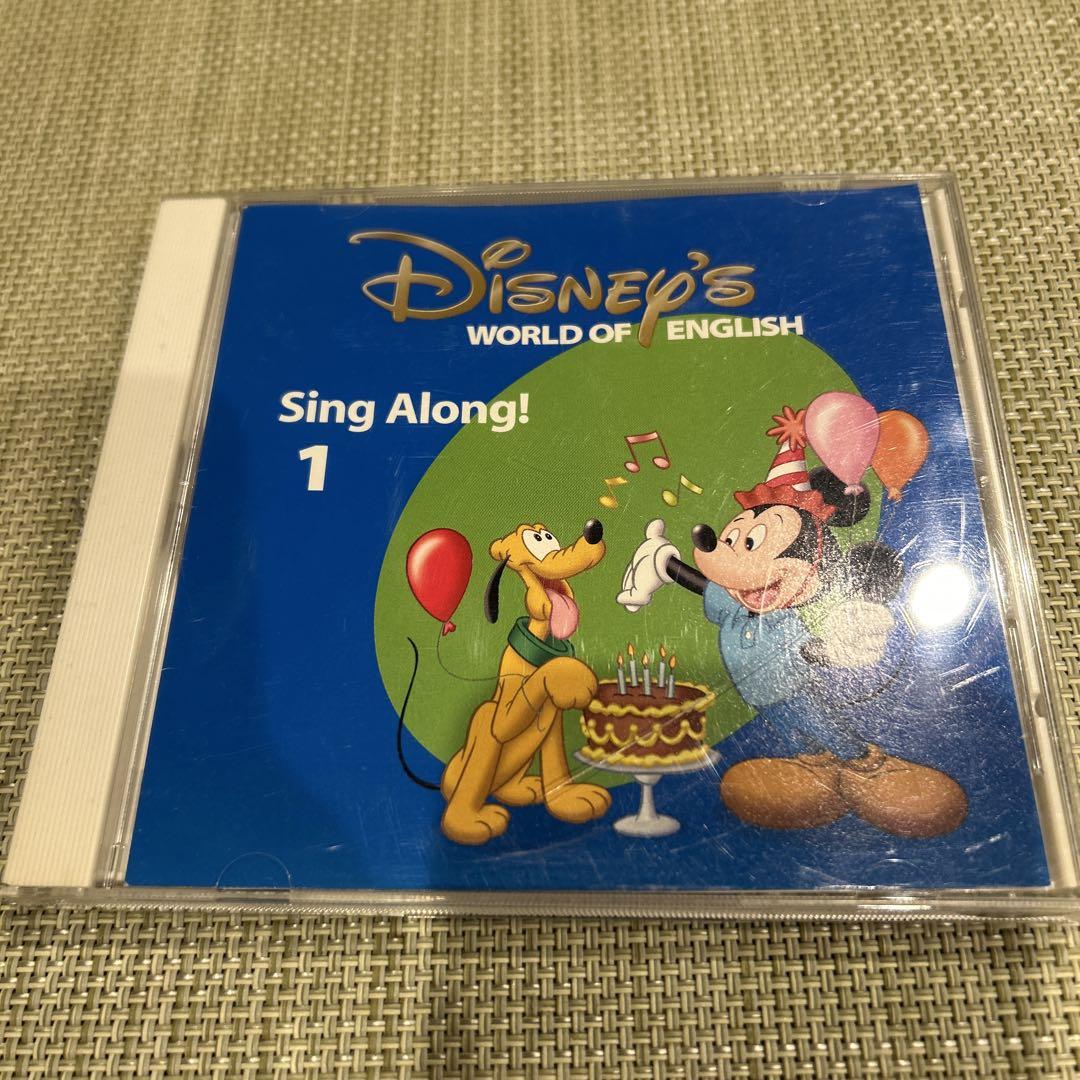 Disney's
WORLD OF ENGLISH
Sing Along!
1